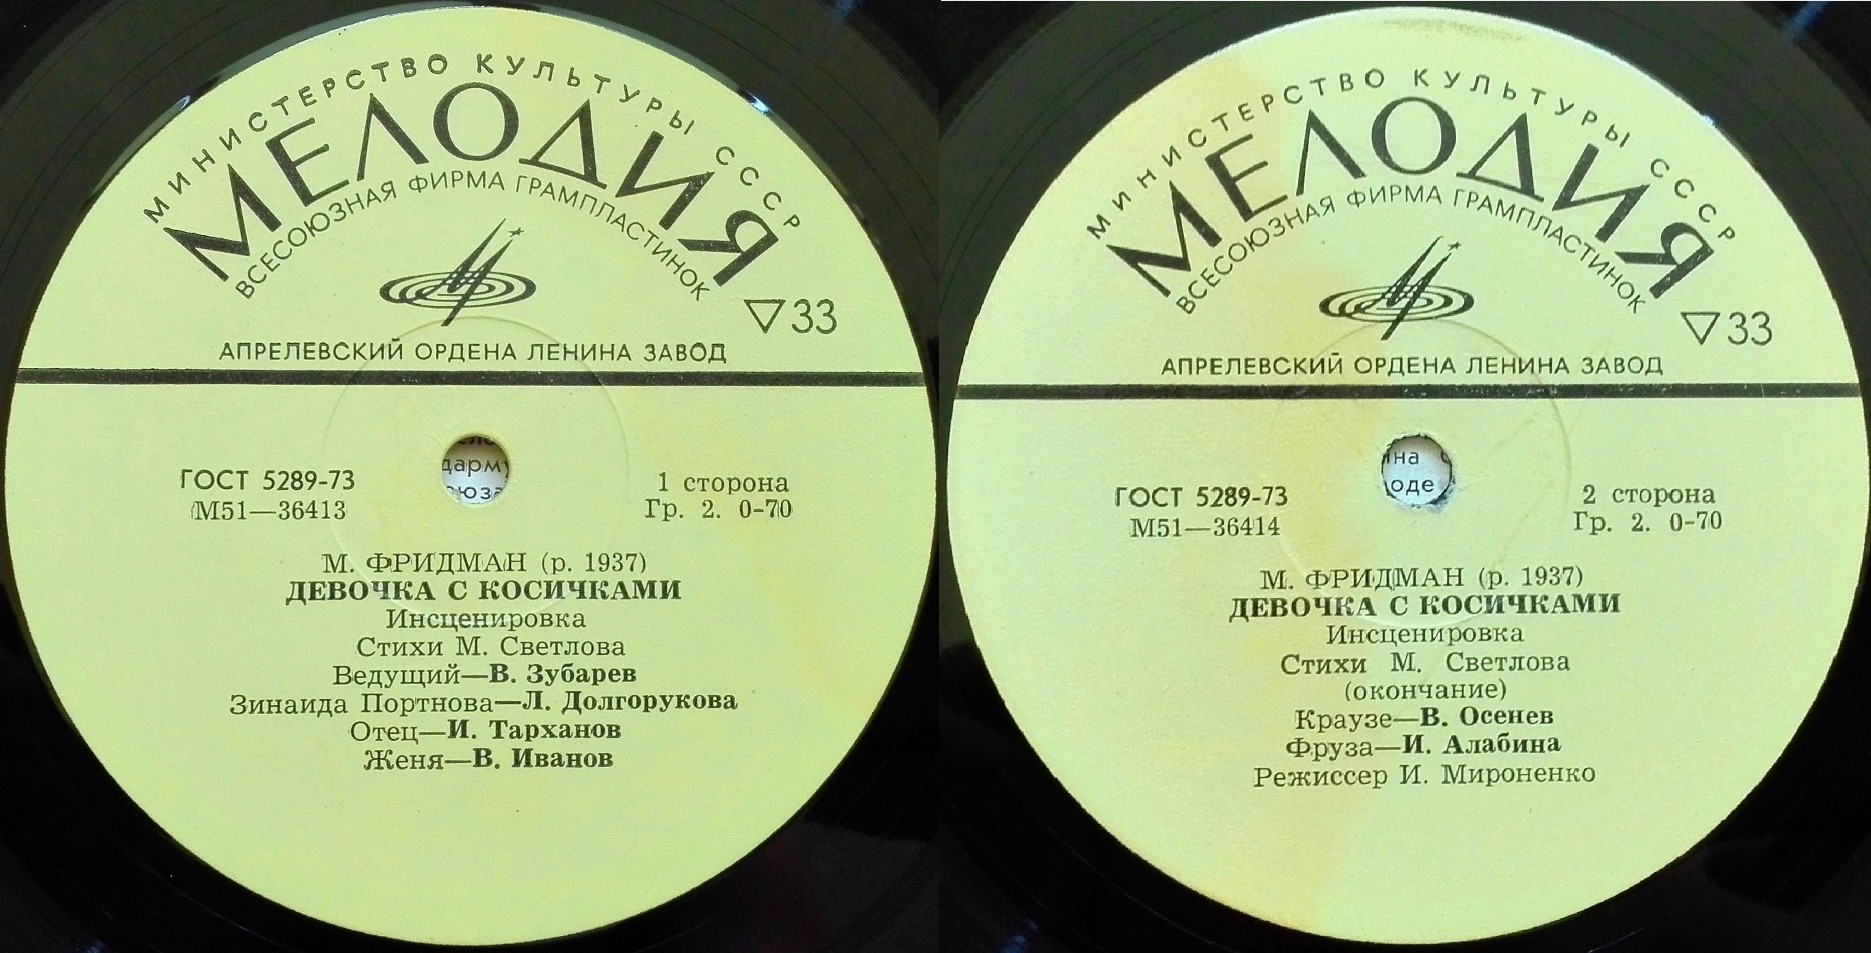 МИНИСТЕРСТВО КУЛЬТУРЫ СССР
МЕЛОДИЯ
ВСЕСОЮЗНАЯ ФИРМА ГРАМПЛАСТИНОК
33
АПРЕЛЕВСКИЙ ОРДЕНА ЛЕНИНА ЗАВОД
ГОСТ 5289-73
М51—36413
1 сторона
Гр. 2. 0-70
М. ФРИДМАН (р. 1937)
ДЕВОЧКА С КОСИЧКАМИ
Инсценировка
Стихи М. Светлова
Ведущий—В. Зубарев
Зинаида Портнова—Л. Долгорукова
Отец—И. Тарханов
Женя—В. Иванов
МИНИСТЕРСТВО КУЛЬТУРЫ СССР
МЕЛОДИЯ
ВСЕСОЮЗНАЯ ФИРМА ГРАМПЛАСТИНОК
33
АПРЕЛЕВСКИЙ ОРДЕНА ЛЕНИНА ЗАВОД
ГОСТ 5289-73
М51—36414
2 сторона
Гр. 2. 0-70
М. ФРИДМАН (р. 1937)
ДЕВОЧКА С КОСИЧКАМИ
Инсценировка
Стихи М. Светлова
(окончание)
Краузе—В. Осенев
Фруза—И. Алабина
Режиссер И. Мироненко